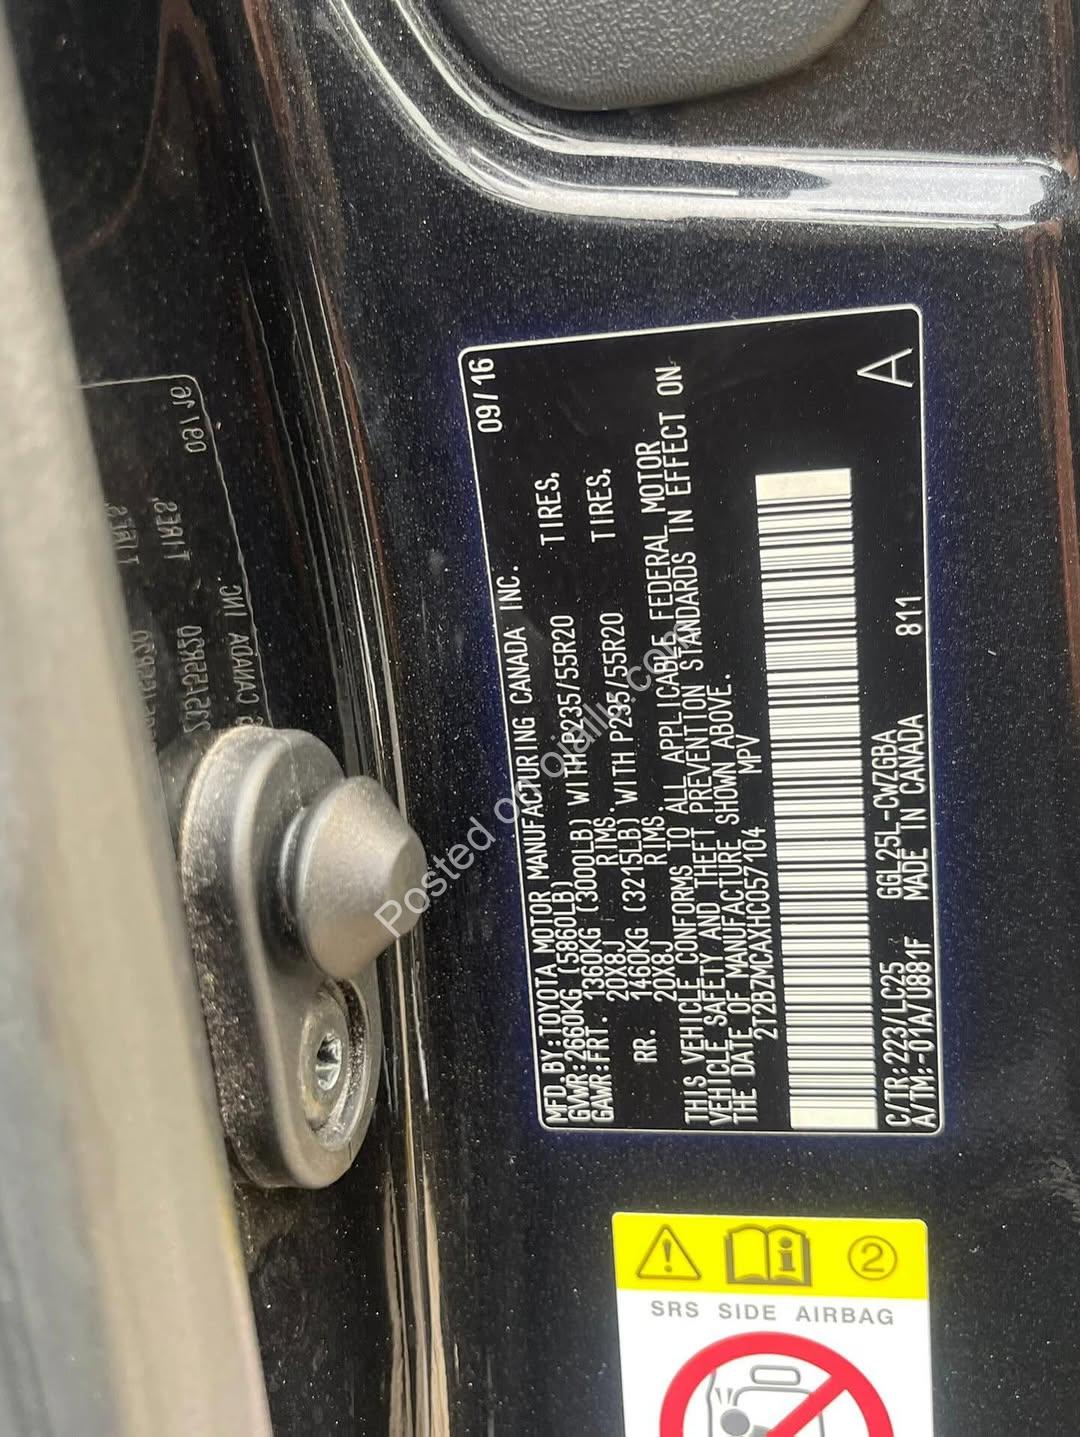 MFD.BY:TOYOTA MOTOR MANUFACTURING CANADA INC. 09/16
GVWR:2660KG (5860LB)
GAWR:FRT. 1360KG (3000LB) WITH P235/55R20 TIRES,
20X8J RIMS.
RR. 1460KG (3215LB) WITH P235/55R20 TIRES,
20X8J RIMS
THIS VEHICLE CONFORMS TO ALL APPLICABLE FEDERAL MOTOR
VEHICLE SAFETY AND THEFT PREVENTION STANDARDS IN EFFECT ON
THE DATE OF MANUFACTURE SHOWN ABOVE.
2T2BZMCAXHC057104 MPV
C/TR:223/LC25 GGL25L-CWZGBA 811
A/TM:-01A/U881F MADE IN CANADA A
2
SRS SIDE AIRBAG
Posted on